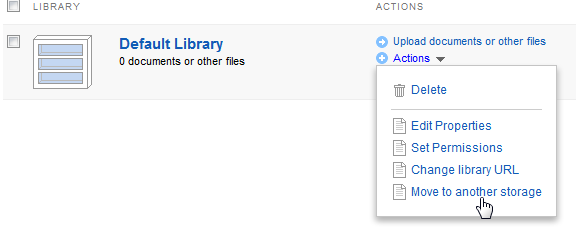 LIBRARY
ACTIONS
Default Library
0 documents or other files
Upload documents or other files
Actions
Delete
Edit Properties
Set Permissions
Change library URL
Move to another storage